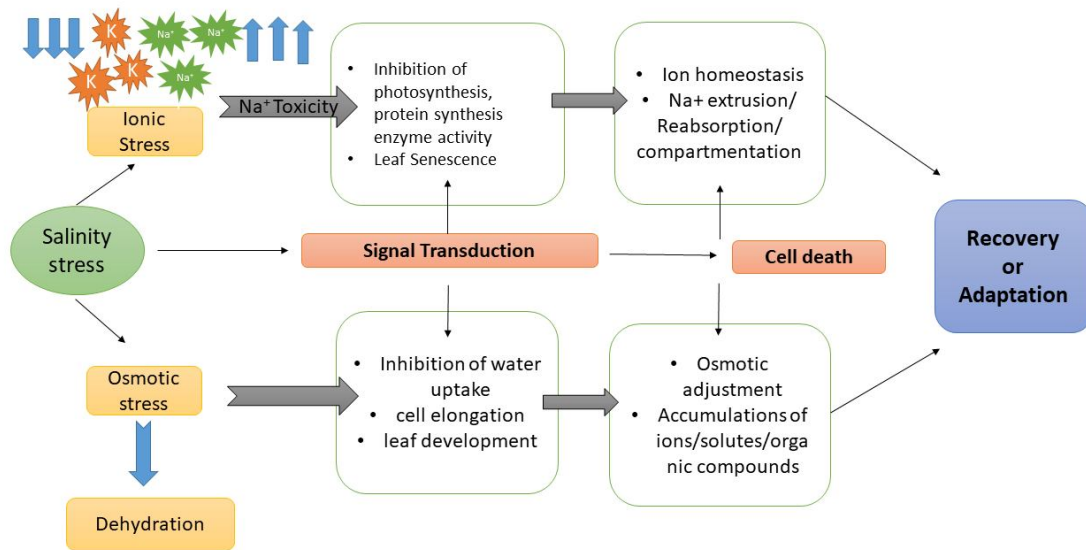 K
Na⁺
Na⁺
K
K
Na⁺
Ionic
Stress
Na⁺ Toxicity
• Inhibition of
photosynthesis,
protein synthesis
enzyme activity
• Leaf Senescence
• Ion homeostasis
• Na+ extrusion/
Reabsorption/
compartmentation
Salinity
stress
Signal Transduction
Cell death
Recovery
or
Adaptation
Osmotic
stress
• Inhibition of water
uptake
• cell elongation
• leaf development
• Osmotic
adjustment
• Accumulations of
ions/solutes/orga
nic compounds
Dehydration